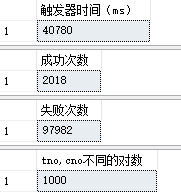 触发器时间（ms）
1 40780
成功次数
1 2018
失败次数
1 97982
tno,cno不同的对数
1 1000